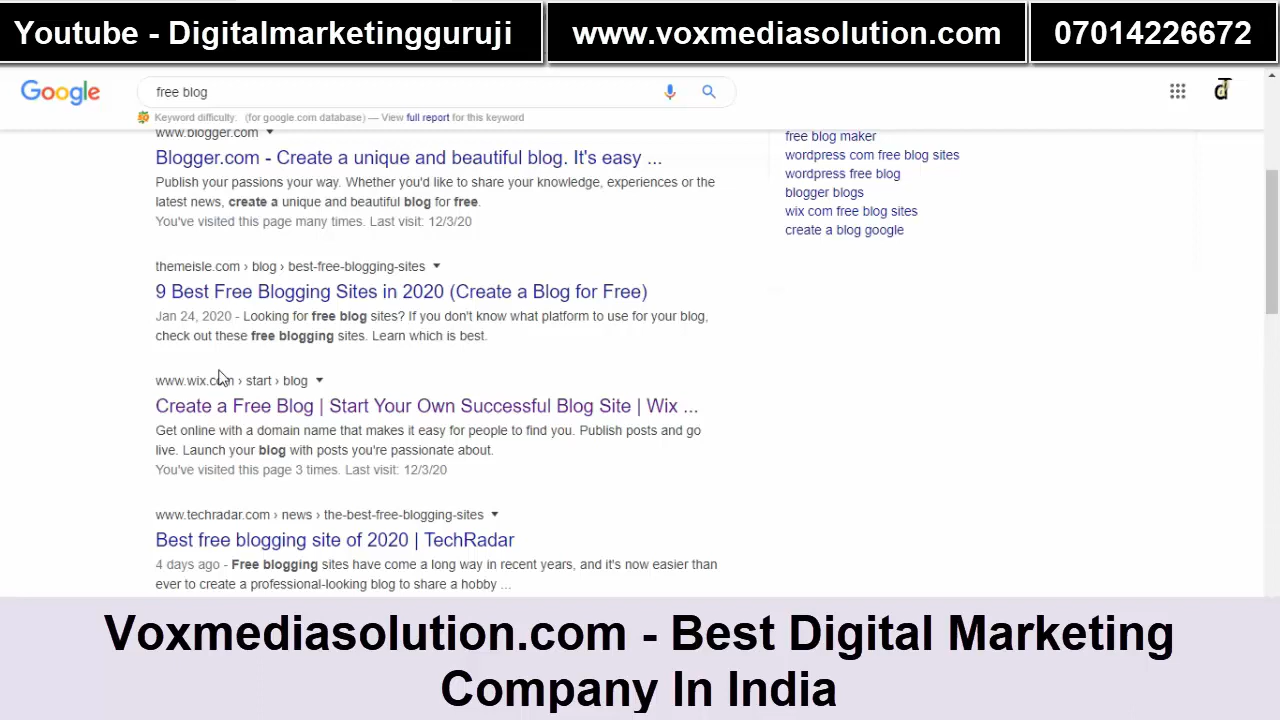 Youtube - Digitalmarketingguruji
www.voxmediasolution.com
07014226672
Google
free blog
Keyword difficulty. (for google.com database) — View full report for this keyword
www.blogger.com
Blogger.com - Create a unique and beautiful blog. It's easy ...
Publish your passions your way. Whether you'd like to share your knowledge, experiences or the
latest news, create a unique and beautiful blog for free.
You've visited this page many times. Last visit: 12/3/20
themeisle.com › blog › best-free-blogging-sites
9 Best Free Blogging Sites in 2020 (Create a Blog for Free)
Jan 24, 2020 - Looking for free blog sites? If you don't know what platform to use for your blog,
check out these free blogging sites. Learn which is best.
www.wix.com › start › blog
Create a Free Blog | Start Your Own Successful Blog Site | Wix ...
Get online with a domain name that makes it easy for people to find you. Publish posts and go
live. Launch your blog with posts you're passionate about.
You've visited this page 3 times. Last visit: 12/3/20
www.techradar.com › news › the-best-free-blogging-sites
Best free blogging site of 2020 | TechRadar
4 days ago - Free blogging sites have come a long way in recent years, and it's now easier than
ever to create a professional-looking blog to share a hobby ...
free blog maker
wordpress com free blog sites
wordpress free blog
blogger blogs
wix com free blog sites
create a blog google
Voxmediasolution.com - Best Digital Marketing
Company In India